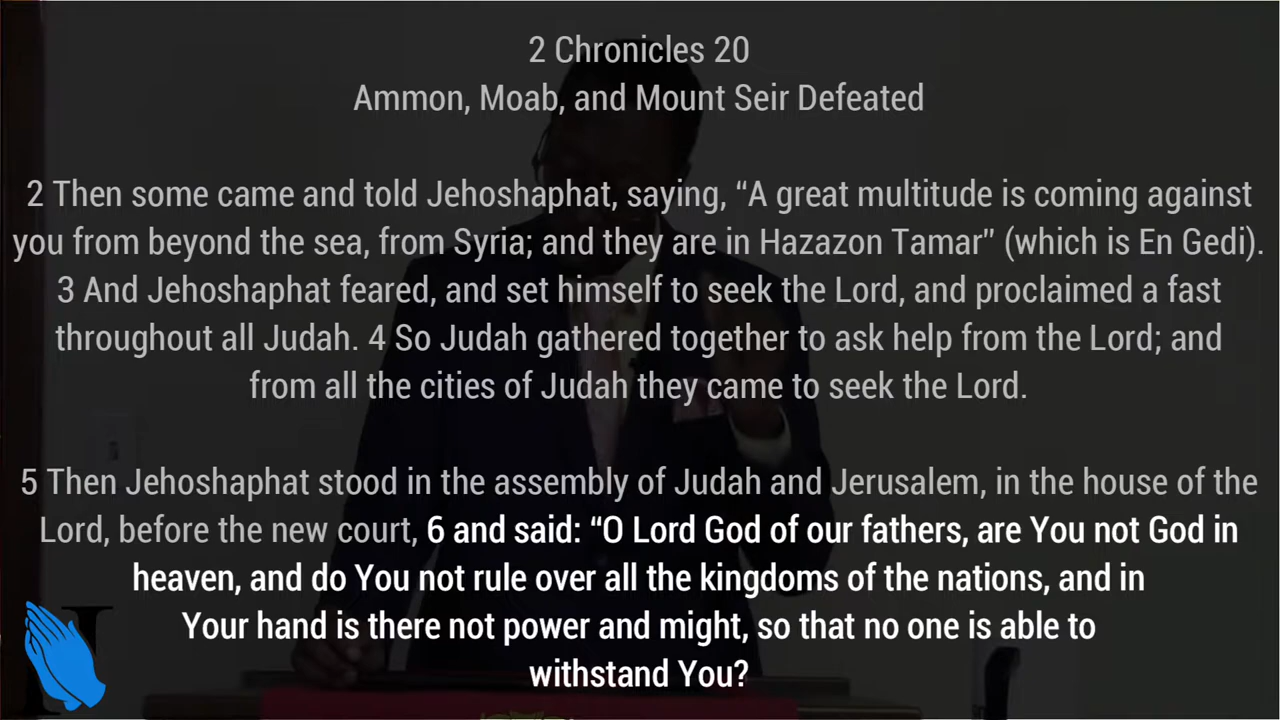 2 Chronicles 20
Ammon, Moab, and Mount Seir Defeated
2 Then some came and told Jehoshaphat, saying, “A great multitude is coming against
you from beyond the sea, from Syria; and they are in Hazazon Tamar” (which is En Gedi).
3 And Jehoshaphat feared, and set himself to seek the Lord, and proclaimed a fast
throughout all Judah. 4 So Judah gathered together to ask help from the Lord; and
from all the cities of Judah they came to seek the Lord.
5 Then Jehoshaphat stood in the assembly of Judah and Jerusalem, in the house of the
Lord, before the new court, 6 and said: “O Lord God of our fathers, are You not God in
heaven, and do You not rule over all the kingdoms of the nations, and in
Your hand is there not power and might, so that no one is able to
withstand You?